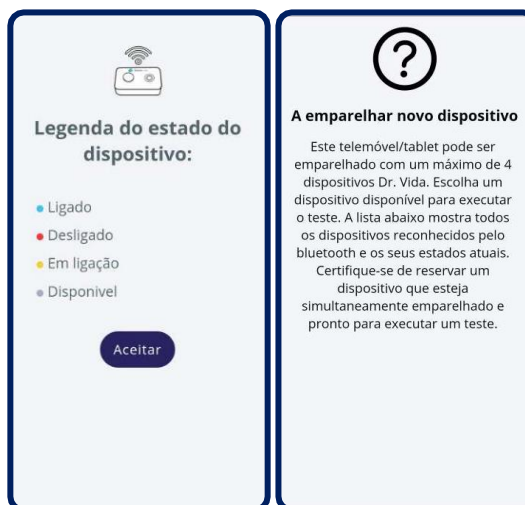 Legenda do estado do
dispositivo:
Ligado
Desligado
Em ligação
Disponivel
Aceitar
?
A emparelhar novo dispositivo
Este telemóvel/tablet pode ser
emparelhado com um máximo de 4
dispositivos Dr. Vida. Escolha um
dispositivo disponível para executar
o teste. A lista abaixo mostra todos
os dispositivos reconhecidos pelo
bluetooth e os seus estados atuais.
Certifique-se de reservar um
dispositivo que esteja
simultaneamente emparelhado e
pronto para executar um teste.